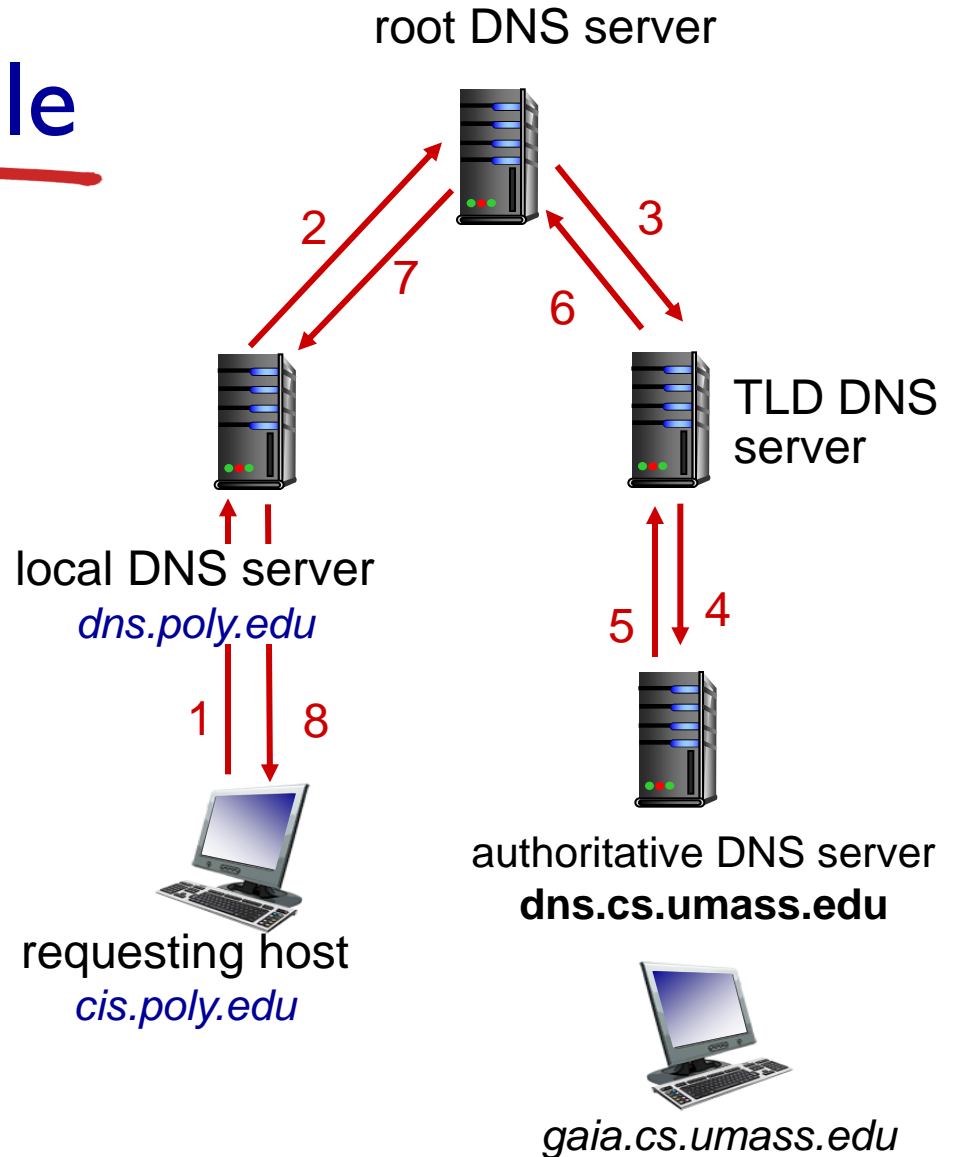 root DNS server
le
2
3
7
6
TLD DNS
server
local DNS server
dns.poly.edu
5
4
1
8
authoritative DNS server
dns.cs.umass.edu
requesting host
cis.poly.edu
gaia.cs.umass.edu